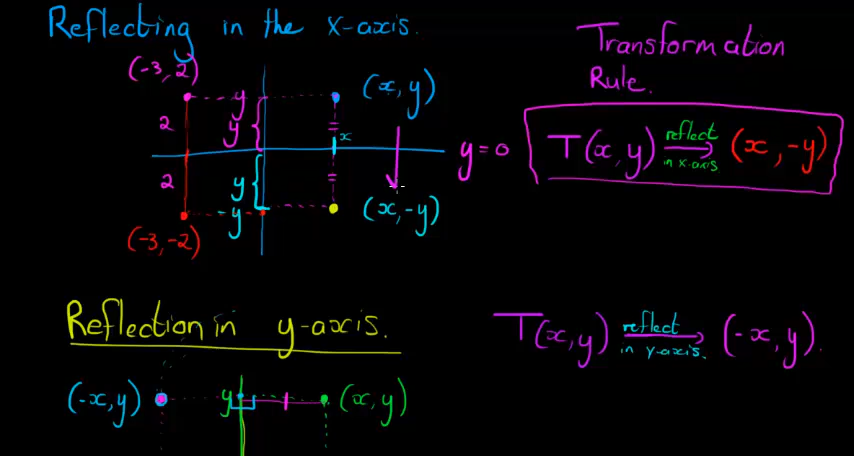 Reflecting in the x-axis.
Transformation
Rule.
(-3, 2)
(x, y)
2
y
y
x
y = 0
T(x, y) reflect in x-axis → (x, -y)
2
y
-y
(x, -y)
(-3, -2)
Reflection in y-axis.
T(x, y) reflect in y-axis. → (-x, y).
(-x, y)
y
(x, y)